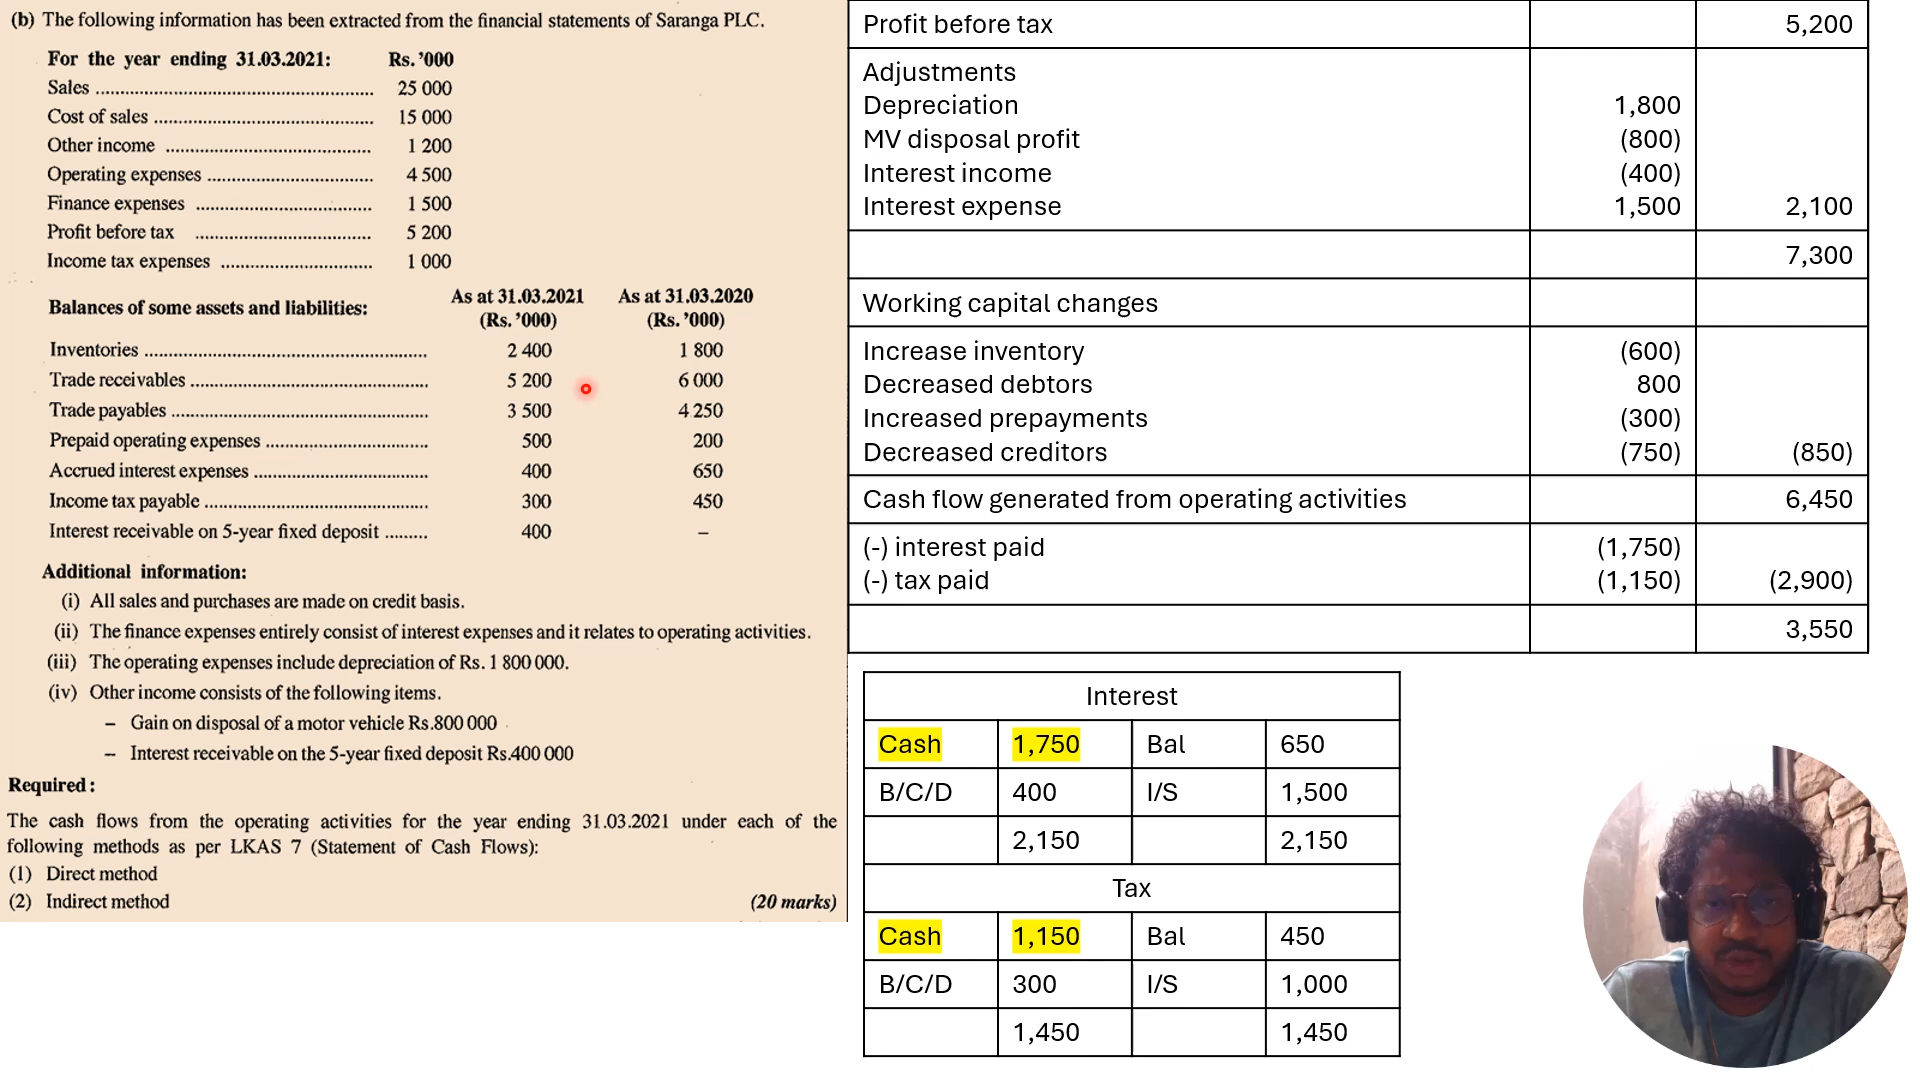 (b) The following information has been extracted from the financial statements of Saranga PLC.
For the year ending 31.03.2021: Rs. ’000
Sales ................................................................ 25 000
Cost of sales .................................................... 15 000
Other income ................................................. 1 200
Operating expenses ........................................ 4 500
Finance expenses ........................................... 1 500
Profit before tax ........................................... 5 200
Income tax expenses ..................................... 1 000
Balances of some assets and liabilities: As at 31.03.2021 As at 31.03.2020
(Rs. ’000) (Rs. ’000)
Inventories .................................................................... 2 400 1 800
Trade receivables .......................................................... 5 200 6 000
Trade payables .............................................................. 3 500 4 250
Prepaid operating expenses ........................................ 500 200
Accrued interest expenses .......................................... 400 650
Income tax payable ...................................................... 300 450
Interest receivable on 5-year fixed deposit ......... 400 –
Additional information:
(i) All sales and purchases are made on credit basis.
(ii) The finance expenses entirely consist of interest expenses and it relates to operating activities.
(iii) The operating expenses include depreciation of Rs. 1 800 000.
(iv) Other income consists of the following items.
– Gain on disposal of a motor vehicle Rs.800 000
– Interest receivable on the 5-year fixed deposit Rs.400 000
Required:
The cash flows from the operating activities for the year ending 31.03.2021 under each of the
following methods as per LKAS 7 (Statement of Cash Flows):
(1) Direct method
(2) Indirect method (20 marks)
Profit before tax 5,200
Adjustments
Depreciation 1,800
MV disposal profit (800)
Interest income (400)
Interest expense 1,500 2,100
7,300
Working capital changes
Increase inventory (600)
Decreased debtors 800
Increased prepayments (300)
Decreased creditors (750) (850)
Cash flow generated from operating activities 6,450
(-) interest paid (1,750)
(-) tax paid (1,150) (2,900)
3,550
Interest
Cash 1,750 Bal 650
B/C/D 400 I/S 1,500
2,150 2,150
Tax
Cash 1,150 Bal 450
B/C/D 300 I/S 1,000
1,450 1,450